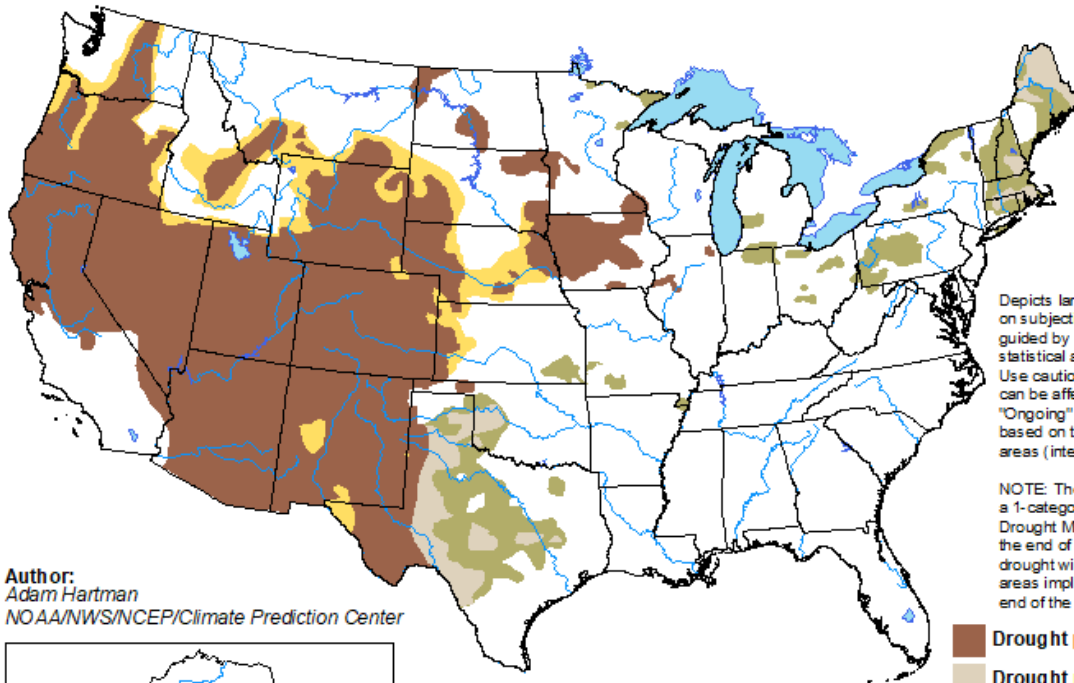 Depicts lar
on subject
guided by
statistical a
Use cautio
can be affe
"Ongoing"
based on t
areas (inte
NOTE: The
a 1-catego
Drought M
the end of
drought wi
areas impl
end of the
Author:
Adam Hartman
NOAA/NWS/NCEP/Climate Prediction Center
Drought p
Drought